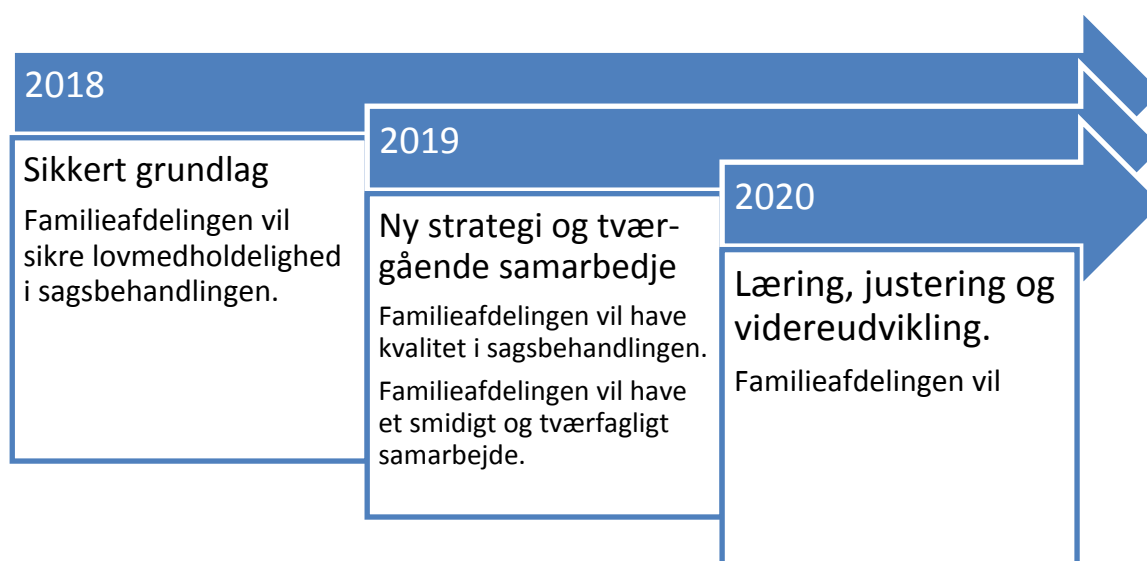 2018
Sikkert grundlag
Familieafdelingen vil
sikre lovmedholdelighed
i sagsbehandlingen.
2019
Ny strategi og tvær-
gående samarbedje
Familieafdelingen vil have
kvalitet i sagsbehandlingen.
Familieafdelingen vil have
et smidigt og tværfagligt
samarbejde.
2020
Læring, justering og
videreudvikling.
Familieafdelingen vil